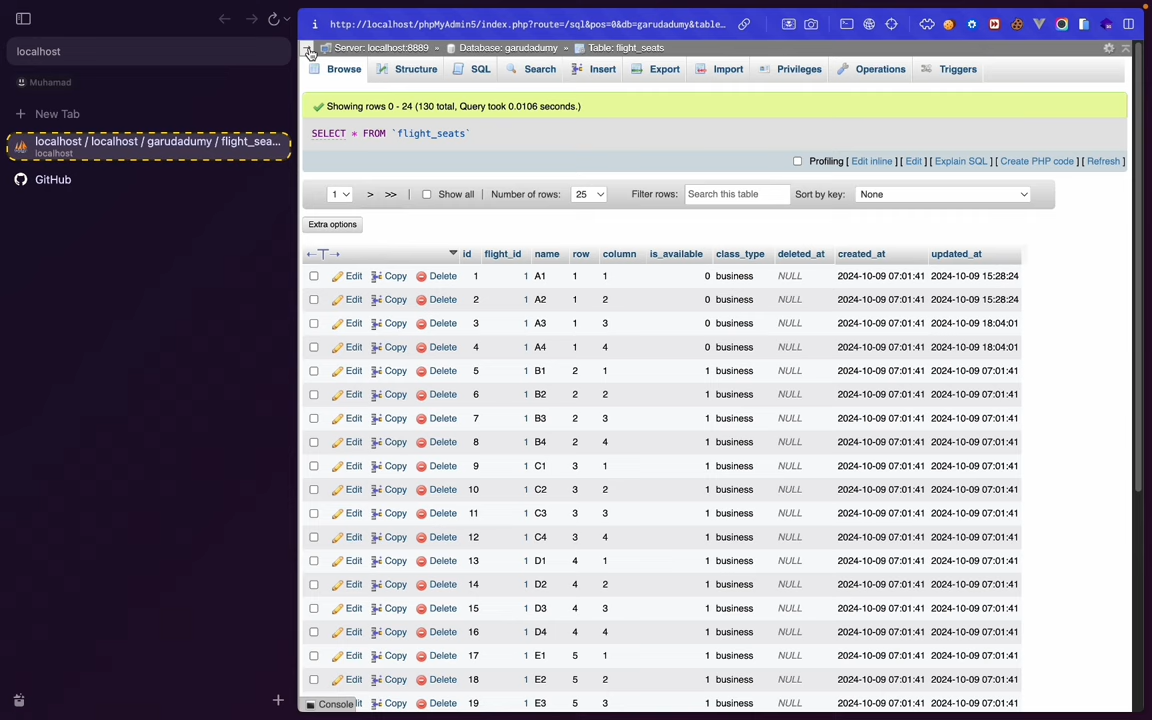 localhost
Muhamad
New Tab
localhost / localhost / garudadumy / flight_sea...
localhost
GitHub
http://localhost/phpMyAdmin5/index.php?route=/sql&pos=0&db=garudadumy&table...
Server: localhost:8889 » Database: garudadumy » Table: flight_seats
Browse Structure SQL Search Insert Export Import Privileges Operations Triggers
Showing rows 0 - 24 (130 total, Query took 0.0106 seconds.)
SELECT * FROM `flight_seats`
Profiling [ Edit inline ] [ Edit ] [ Explain SQL ] [ Create PHP code ] [ Refresh ]
1 > >> | Show all | Number of rows: 25 Filter rows: Search this table Sort by key: None
Extra options
←T→ id flight_id name row column is_available class_type deleted_at created_at updated_at
Edit Copy Delete 1 1 A1 1 1 0 business NULL 2024-10-09 07:01:41 2024-10-09 15:28:24
Edit Copy Delete 2 1 A2 1 2 0 business NULL 2024-10-09 07:01:41 2024-10-09 15:28:24
Edit Copy Delete 3 1 A3 1 3 0 business NULL 2024-10-09 07:01:41 2024-10-09 18:04:01
Edit Copy Delete 4 1 A4 1 4 0 business NULL 2024-10-09 07:01:41 2024-10-09 18:04:01
Edit Copy Delete 5 1 B1 2 1 1 business NULL 2024-10-09 07:01:41 2024-10-09 07:01:41
Edit Copy Delete 6 1 B2 2 2 1 business NULL 2024-10-09 07:01:41 2024-10-09 07:01:41
Edit Copy Delete 7 1 B3 2 3 1 business NULL 2024-10-09 07:01:41 2024-10-09 07:01:41
Edit Copy Delete 8 1 B4 2 4 1 business NULL 2024-10-09 07:01:41 2024-10-09 07:01:41
Edit Copy Delete 9 1 C1 3 1 1 business NULL 2024-10-09 07:01:41 2024-10-09 07:01:41
Edit Copy Delete 10 1 C2 3 2 1 business NULL 2024-10-09 07:01:41 2024-10-09 07:01:41
Edit Copy Delete 11 1 C3 3 3 1 business NULL 2024-10-09 07:01:41 2024-10-09 07:01:41
Edit Copy Delete 12 1 C4 3 4 1 business NULL 2024-10-09 07:01:41 2024-10-09 07:01:41
Edit Copy Delete 13 1 D1 4 1 1 business NULL 2024-10-09 07:01:41 2024-10-09 07:01:41
Edit Copy Delete 14 1 D2 4 2 1 business NULL 2024-10-09 07:01:41 2024-10-09 07:01:41
Edit Copy Delete 15 1 D3 4 3 1 business NULL 2024-10-09 07:01:41 2024-10-09 07:01:41
Edit Copy Delete 16 1 D4 4 4 1 business NULL 2024-10-09 07:01:41 2024-10-09 07:01:41
Edit Copy Delete 17 1 E1 5 1 1 business NULL 2024-10-09 07:01:41 2024-10-09 07:01:41
Edit Copy Delete 18 1 E2 5 2 1 business NULL 2024-10-09 07:01:41 2024-10-09 07:01:41
Console it Copy Delete 19 1 E3 5 3 1 business NULL 2024-10-09 07:01:41 2024-10-09 07:01:41